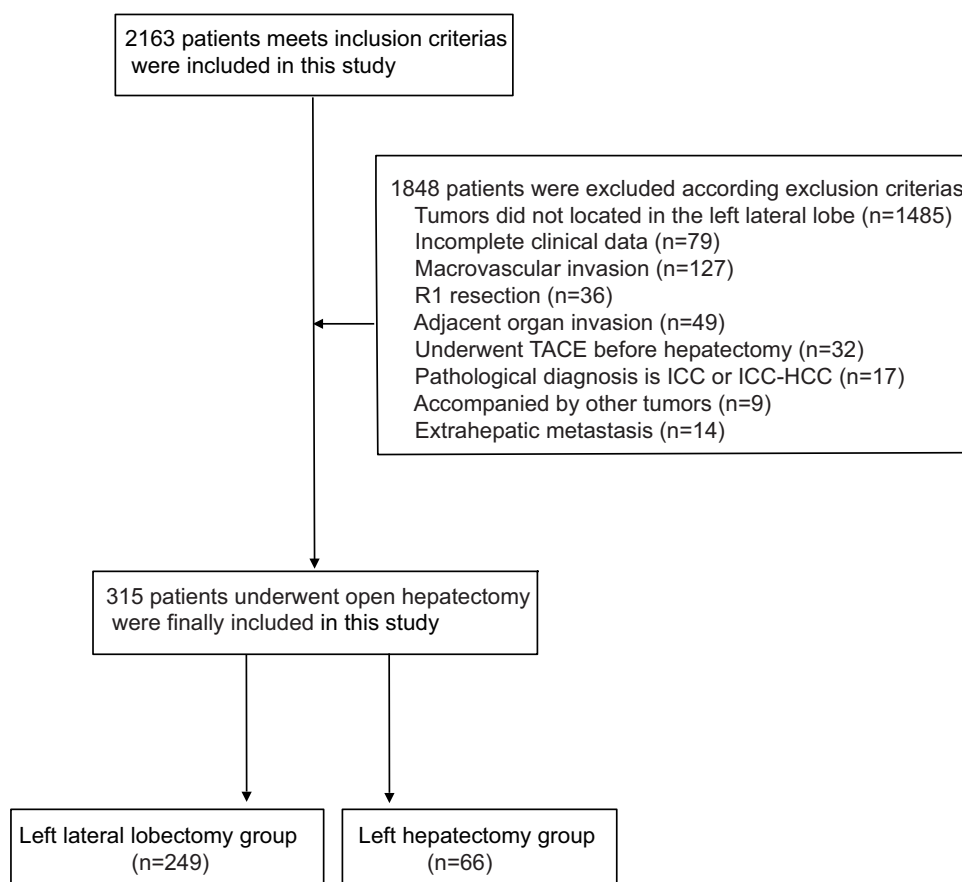 2163 patients meets inclusion criterias
were included in this study
1848 patients were excluded according exclusion criterias
Tumors did not located in the left lateral lobe (n=1485)
Incomplete clinical data (n=79)
Macrovascular invasion (n=127)
R1 resection (n=36)
Adjacent organ invasion (n=49)
Underwent TACE before hepatectomy (n=32)
Pathological diagnosis is ICC or ICC-HCC (n=17)
Accompanied by other tumors (n=9)
Extrahepatic metastasis (n=14)
315 patients underwent open hepatectomy
were finally included in this study
Left lateral lobectomy group
(n=249)
Left hepatectomy group
(n=66)